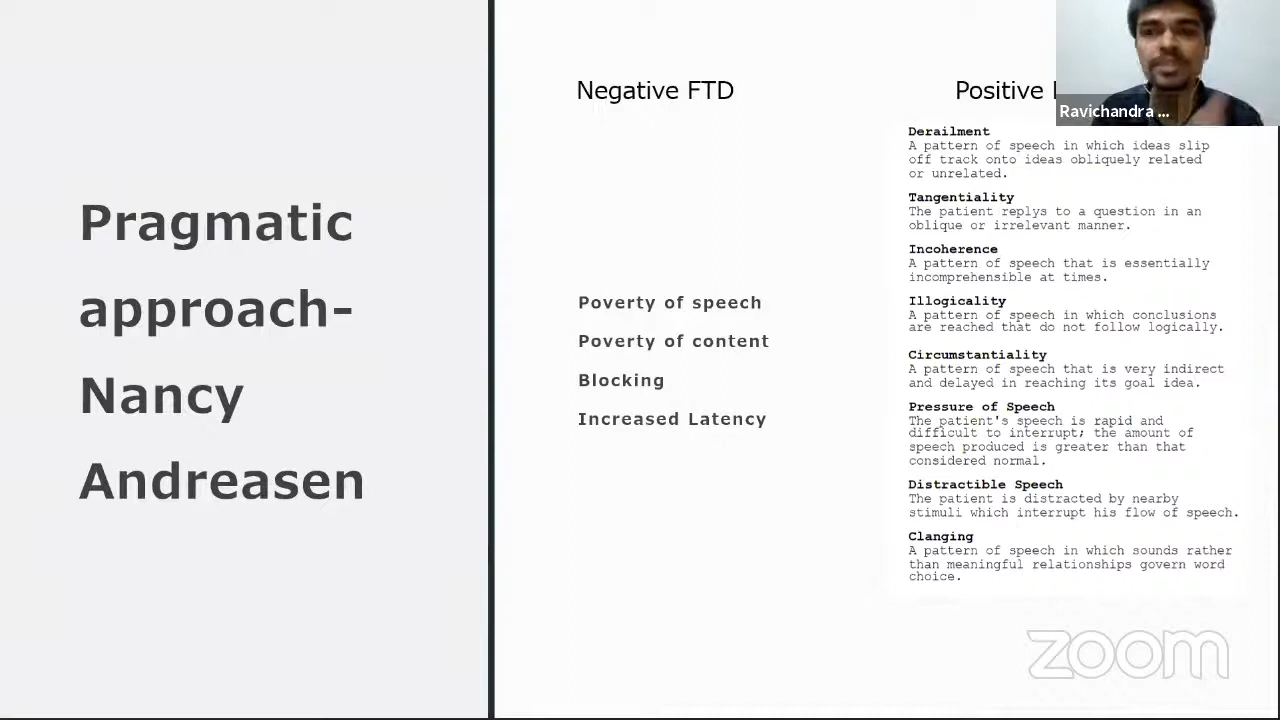 Pragmatic
approach-
Nancy
Andreasen
Negative FTD
Poverty of speech
Poverty of content
Blocking
Increased Latency
Positive
Derailment
A pattern of speech in which ideas slip
off track onto ideas obliquely related
or unrelated.
Tangentiality
The patient replys to a question in an
oblique or irrelevant manner.
Incoherence
A pattern of speech that is essentially
incomprehensible at times.
Illogicality
A pattern of speech in which conclusions
are reached that do not follow logically.
Circumstantiality
A pattern of speech that is very indirect
and delayed in reaching its goal idea.
Pressure of Speech
The patient's speech is rapid and
difficult to interrupt; the amount of
speech produced is greater than that
considered normal.
Distractible Speech
The patient is distracted by nearby
stimuli which interrupt his flow of speech.
Clanging
A pattern of speech in which sounds rather
than meaningful relationships govern word
choice.
Ravichandra ...
zoom